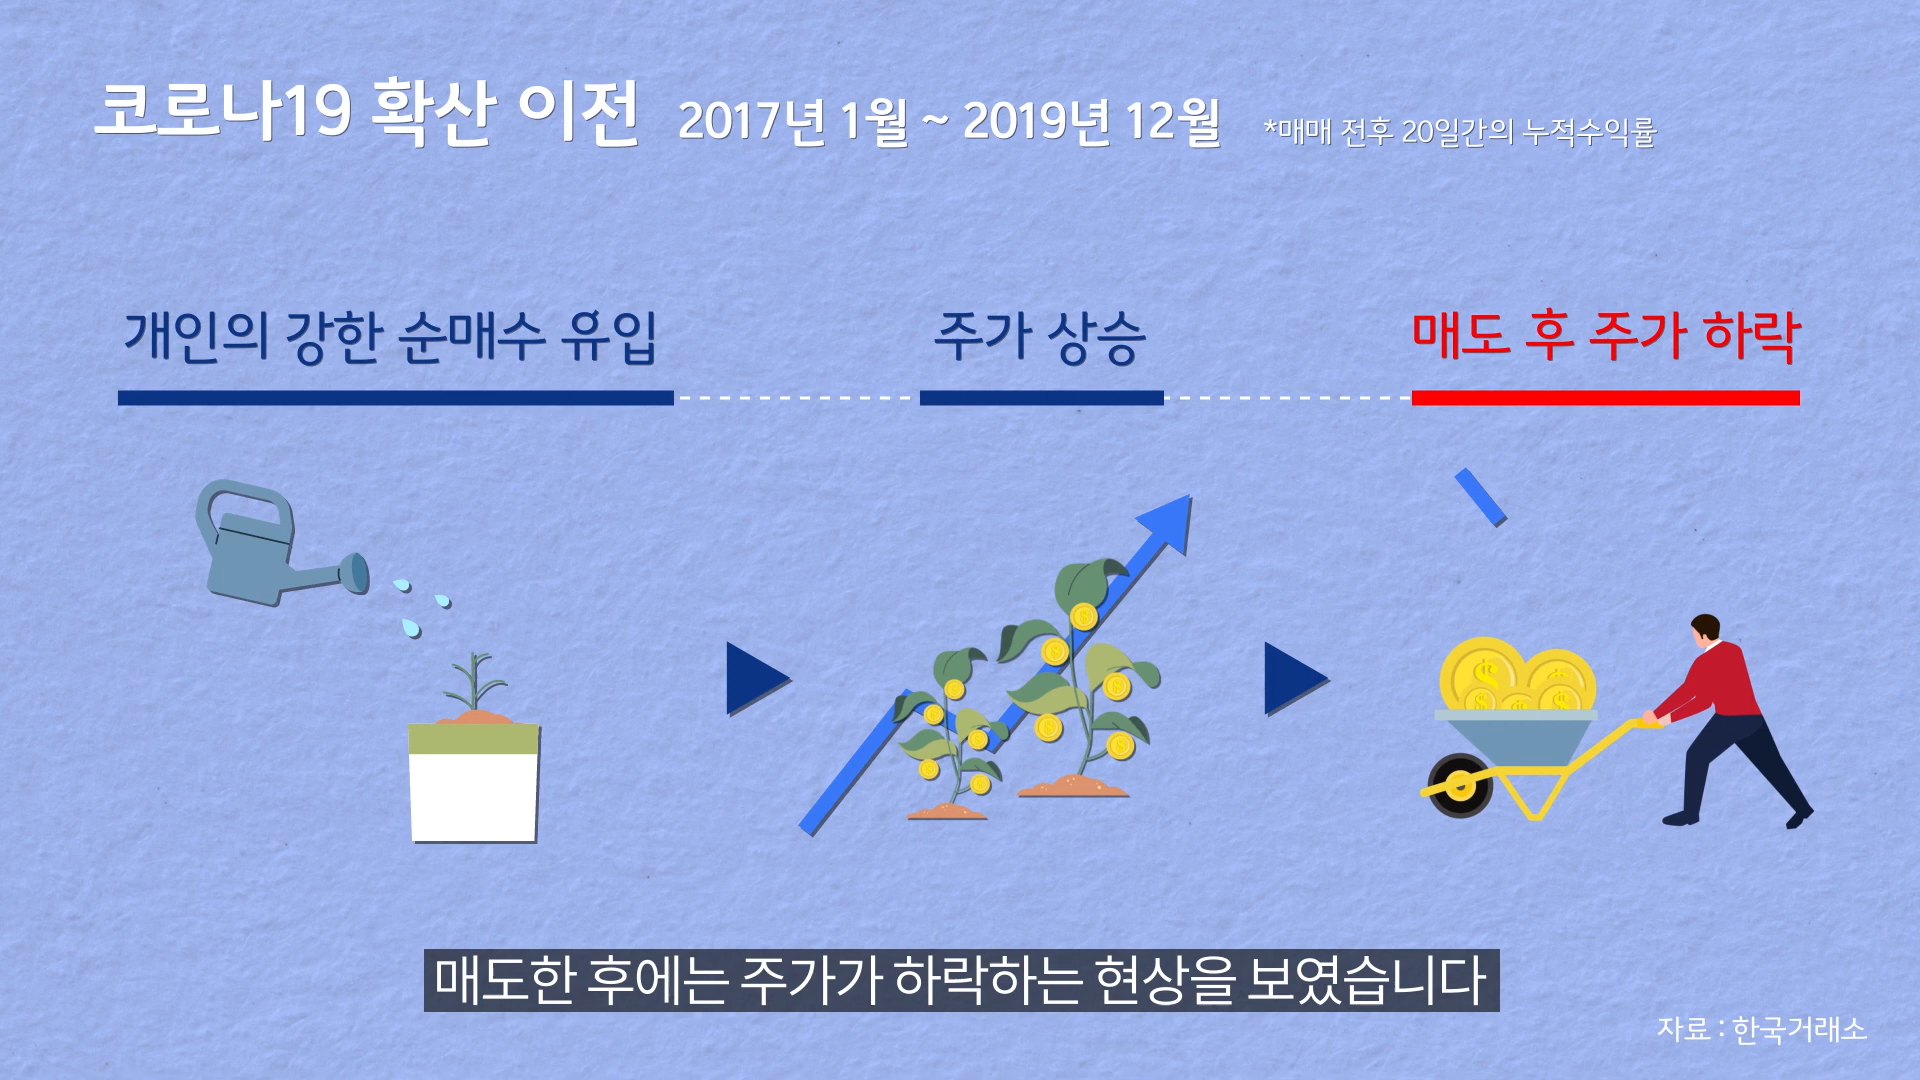 코로나19 확산 이전 2017년 1월 ~ 2019년 12월 *매매 전후 20일간의 누적수익률
개인의 강한 순매수 유입 주가 상승 매도 후 주가 하락
매도한 후에는 주가가 하락하는 현상을 보였습니다
자료 : 한국거래소